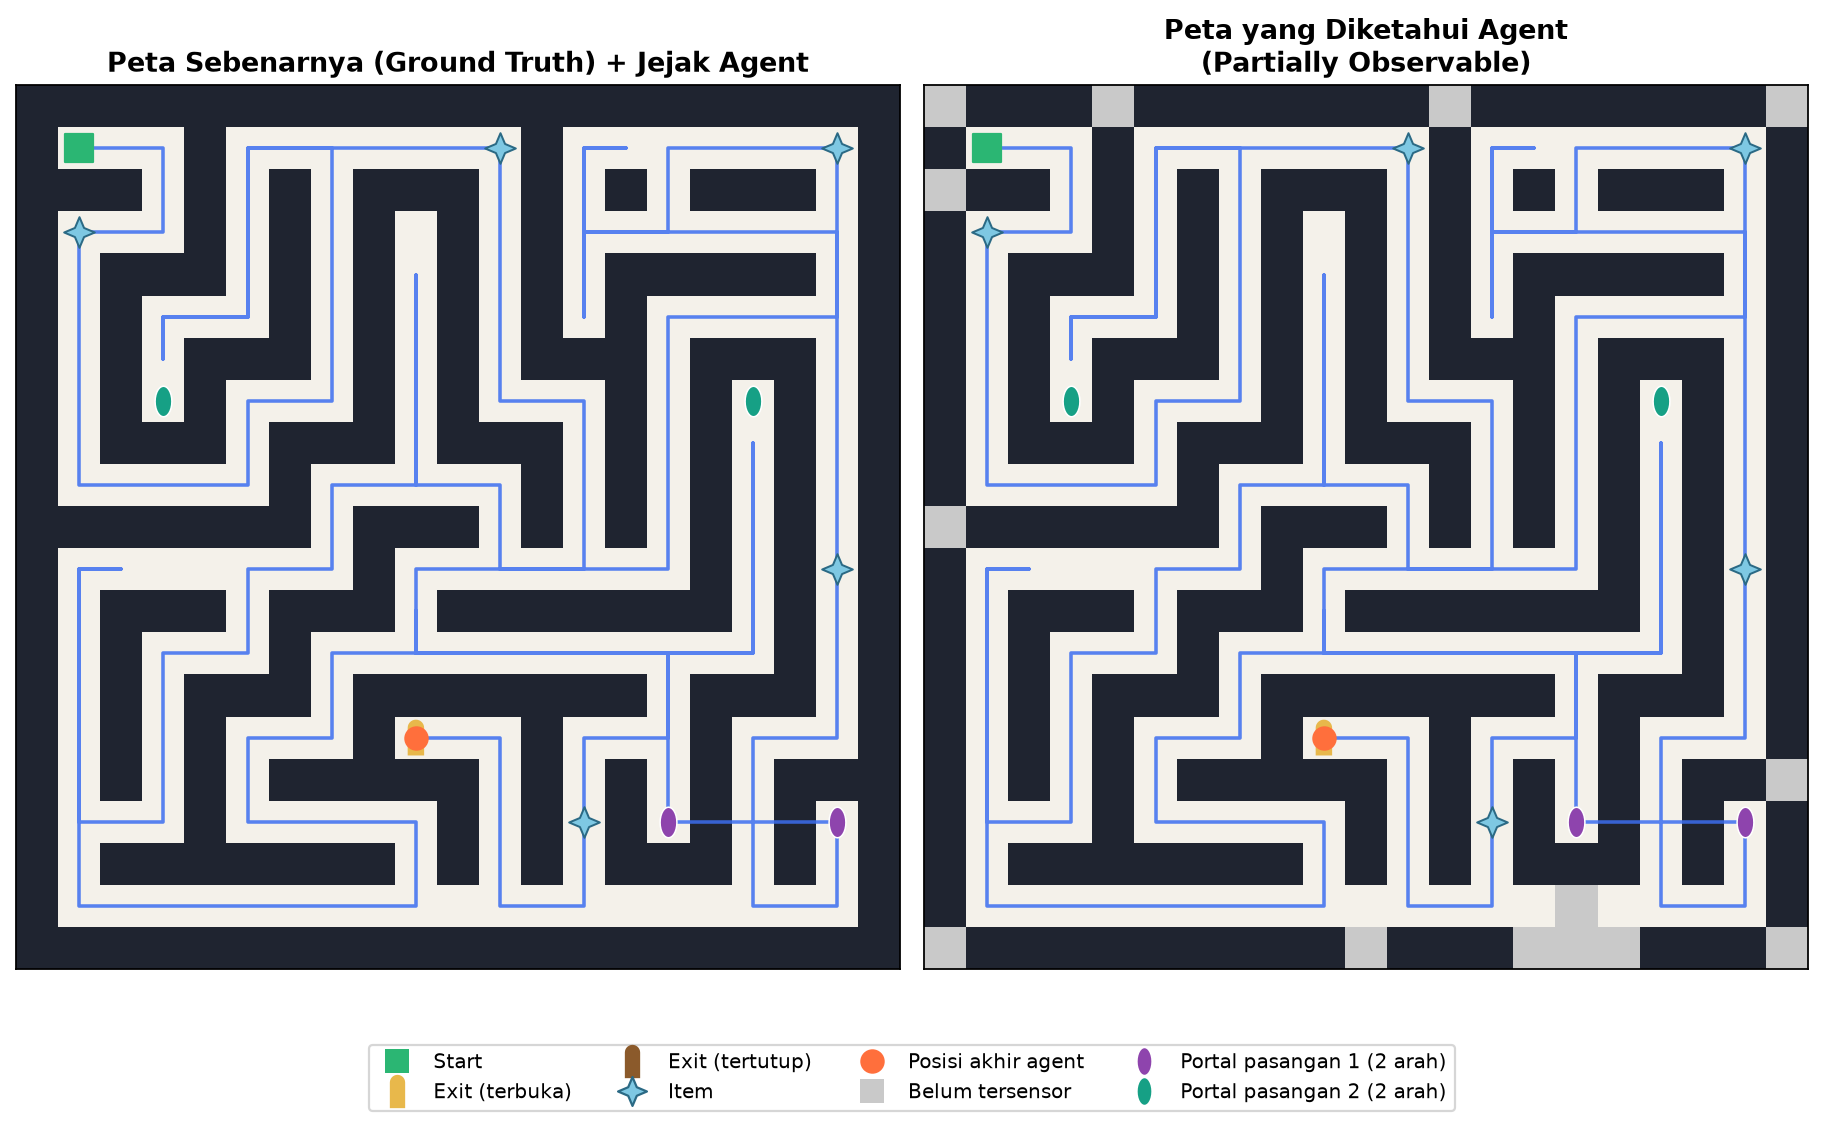 Peta Sebenarnya (Ground Truth) + Jejak Agent
Peta yang Diketahui Agent
(Partially Observable)
Start
Exit (terbuka)
Exit (tertutup)
Item
Posisi akhir agent
Belum tersensor
Portal pasangan 1 (2 arah)
Portal pasangan 2 (2 arah)